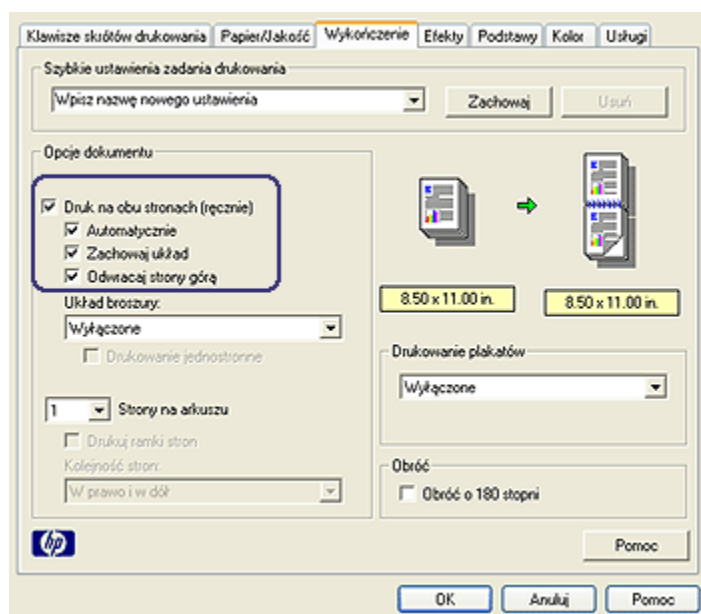 Klawisze skrótów drukowania Papier/Jakość Wykończenie Efekty Podstawy Kolor Usługi
Szybkie ustawienia zadania drukowania
Wpisz nazwę nowego ustawienia Zachowaj Usuń
Opcje dokumentu
Druk na obu stronach (ręcznie)
Automatycznie
Zachowaj układ
Odwracaj strony górą
Układ broszury:
Wyłączone
Drukowanie jednostronne
1 Strony na arkuszu
Drukuj ramki stron
Kolejność stron:
W prawo i w dół
8.50 x 11.00 in.
8.50 x 11.00 in.
Drukowanie plakatów
Wyłączone
Obróć
Obróć o 180 stopni
hp
Pomoc
OK Anuluj Pomoc